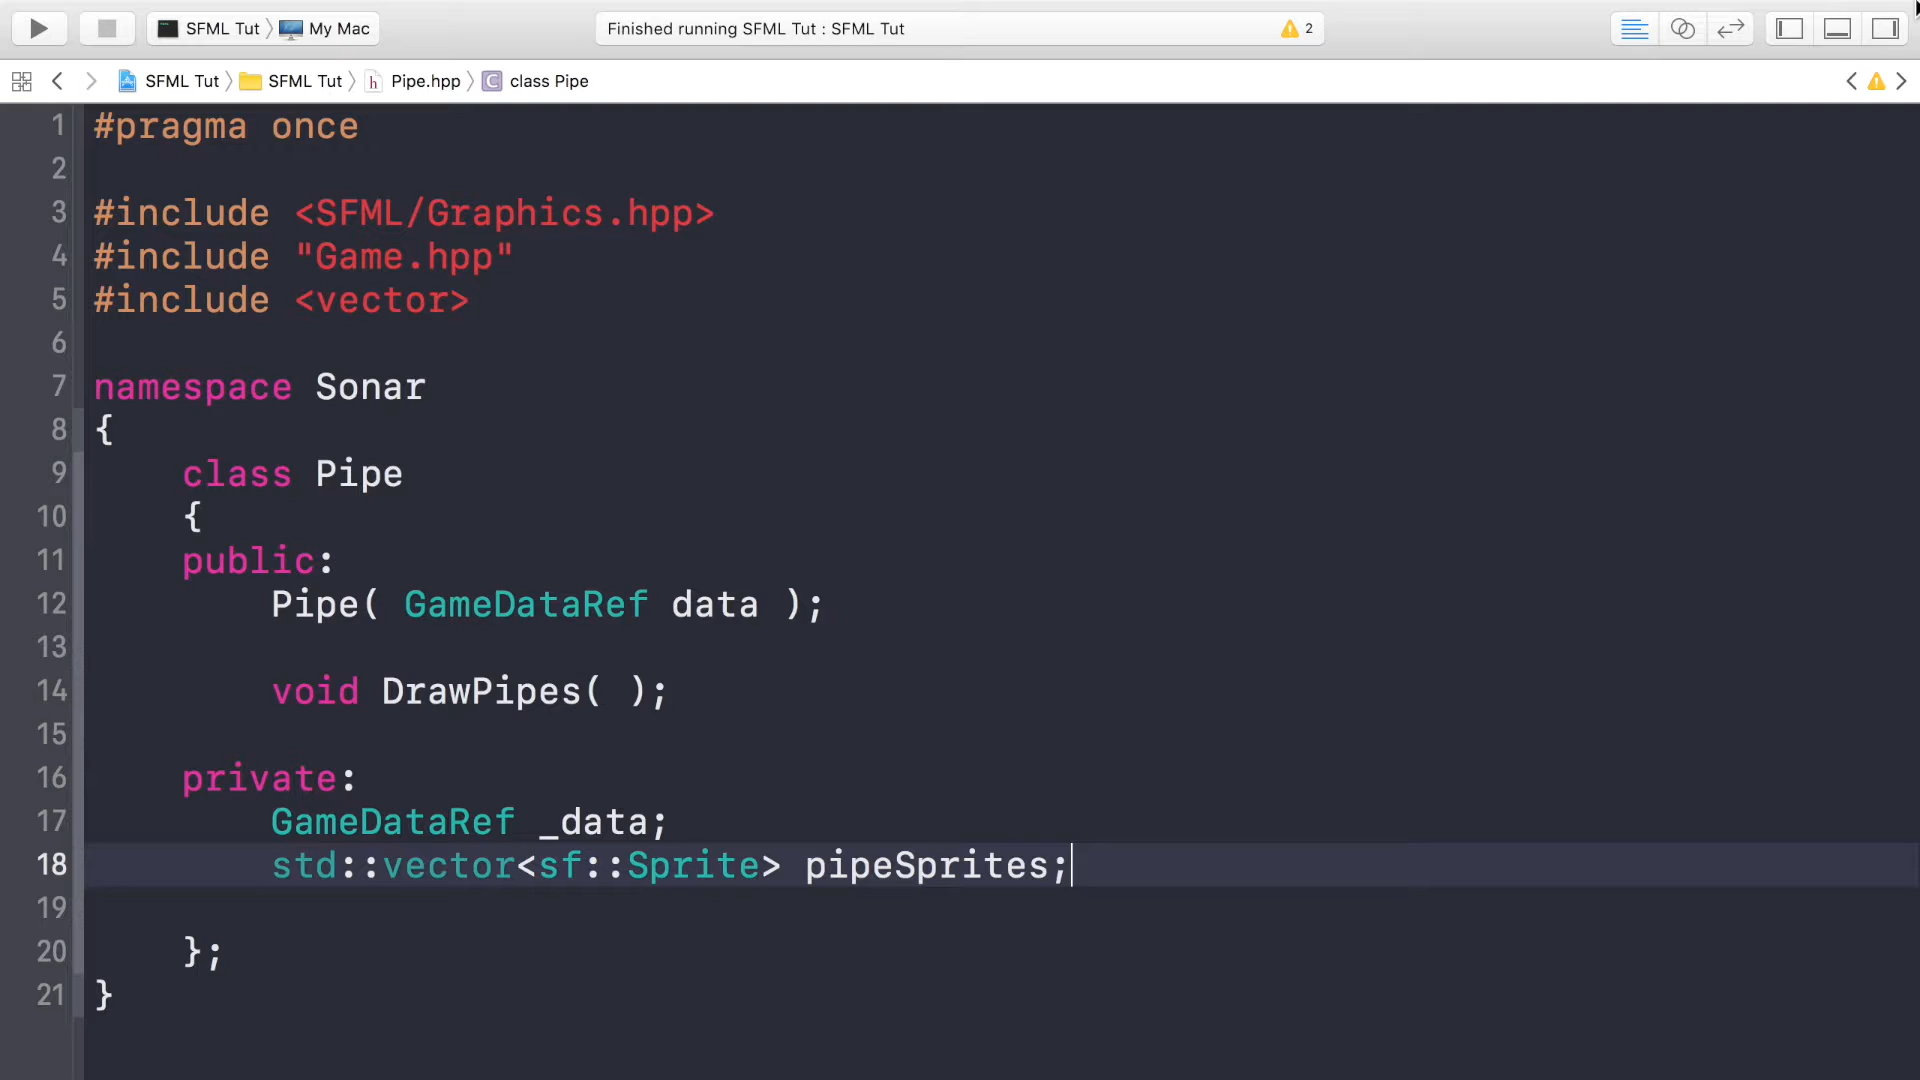 SFML Tut My Mac Finished running SFML Tut : SFML Tut 2
SFML Tut SFML Tut h Pipe.hpp C class Pipe
1 #pragma once
2
3 #include <SFML/Graphics.hpp>
4 #include "Game.hpp"
5 #include <vector>
6
7 namespace Sonar
8 {
9 class Pipe
10 {
11 public:
12 Pipe( GameDataRef data );
13
14 void DrawPipes( );
15
16 private:
17 GameDataRef _data;
18 std::vector<sf::Sprite> pipeSprites;
19
20 };
21 }